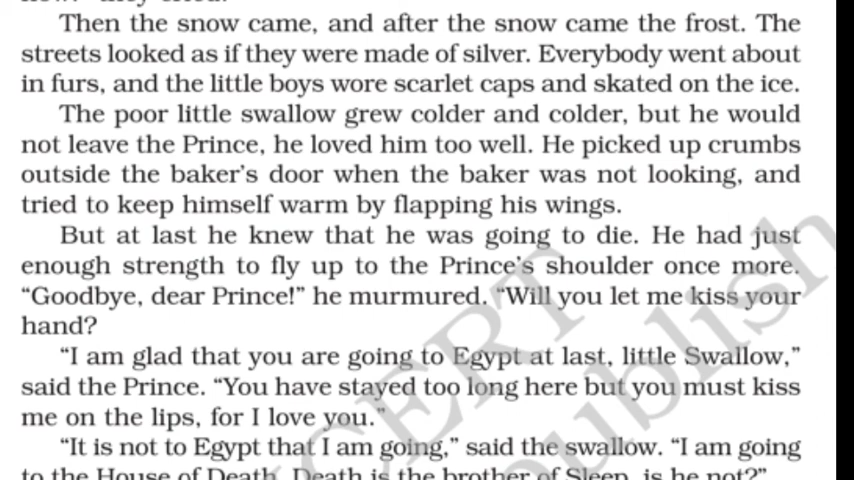 Then the snow came, and after the snow came the frost. The
streets looked as if they were made of silver. Everybody went about
in furs, and the little boys wore scarlet caps and skated on the ice.
The poor little swallow grew colder and colder, but he would
not leave the Prince, he loved him too well. He picked up crumbs
outside the baker's door when the baker was not looking, and
tried to keep himself warm by flapping his wings.
But at last he knew that he was going to die. He had just
enough strength to fly up to the Prince's shoulder once more.
“Goodbye, dear Prince!” he murmured. “Will you let me kiss your
hand?
“I am glad that you are going to Egypt at last, little Swallow,”
said the Prince. “You have stayed too long here but you must kiss
me on the lips, for I love you.”
“It is not to Egypt that I am going,” said the swallow. “I am going
to the House of Death. Death is the brother of Sleep, is he not?”